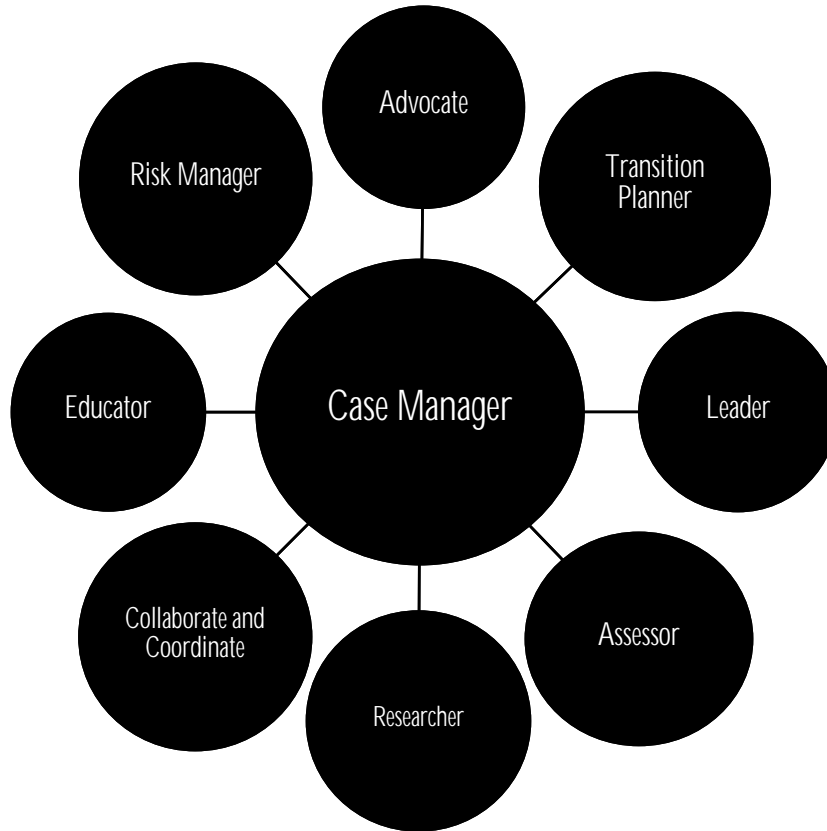 Advocate
Risk Manager
Transition
Planner
Educator
Case Manager
Leader
Collaborate and
Coordinate
Assessor
Researcher